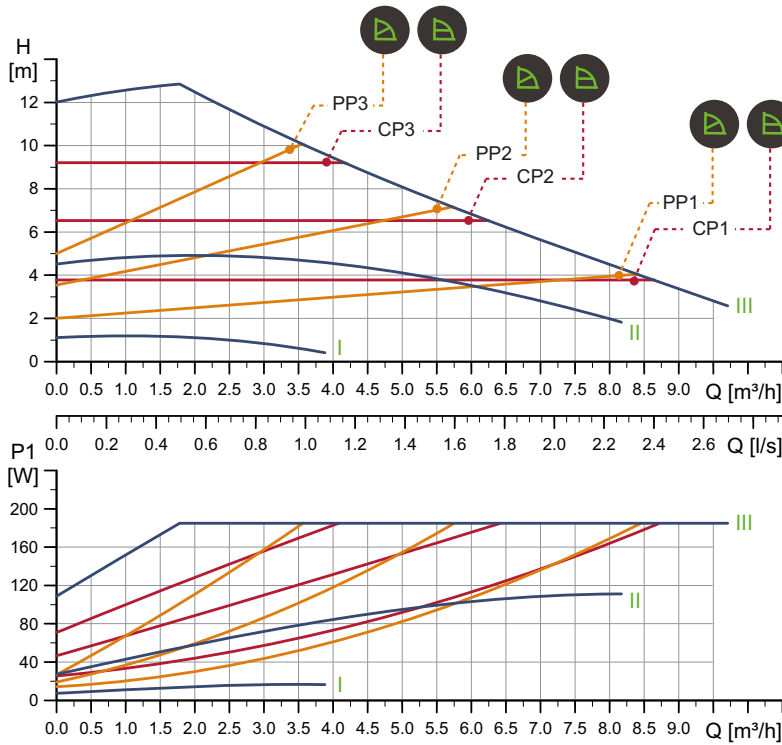 H
[m]
12
10
8
6
4
2
0
PP3
CP3
PP2
CP2
PP1
CP1
III
II
I
0.0 0.5 1.0 1.5 2.0 2.5 3.0 3.5 4.0 4.5 5.0 5.5 6.0 6.5 7.0 7.5 8.0 8.5 9.0 Q [m³/h]
0.0 0.2 0.4 0.6 0.8 1.0 1.2 1.4 1.6 1.8 2.0 2.2 2.4 2.6 Q [l/s]
P1
[W]
200
160
120
80
40
0
III
II
I
0.0 0.5 1.0 1.5 2.0 2.5 3.0 3.5 4.0 4.5 5.0 5.5 6.0 6.5 7.0 7.5 8.0 8.5 9.0 Q [m³/h]